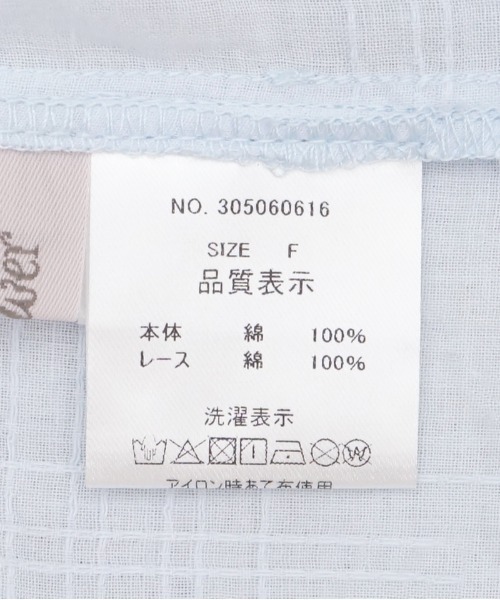 NO. 305060616
SIZE F
品質表示
本体 綿 100%
レース 綿 100%
洗濯表示
アイロン時あて布使用